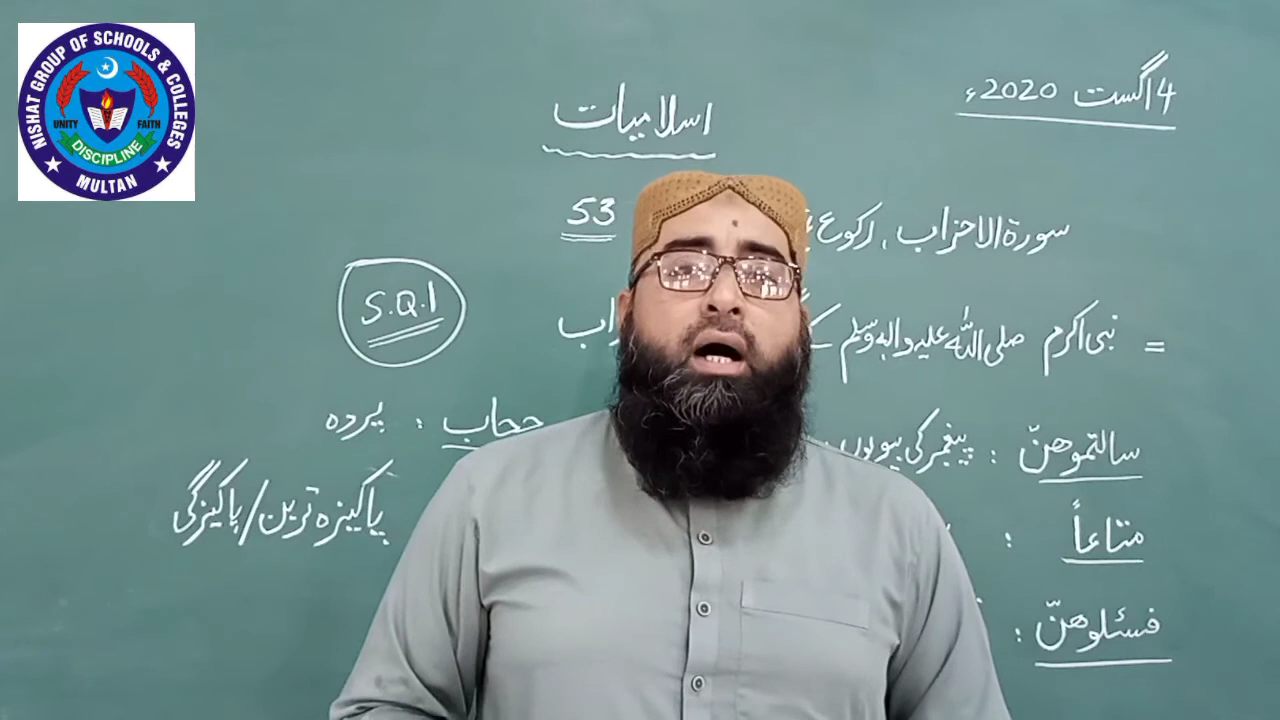 NISHAT GROUP OF SCHOOLS & COLLEGES
UNITY FAITH
DISCIPLINE
MULTAN
4 اگست 2020ء
اسلامیات
سورۃ الاحزاب، رکوع 53
= نبی اکرم صلی اللہ علیہ والہ وسلم کے
S.Q.1
سالتموھنّ : پیغمبر کی بیویوں حجاب : پردہ
متاعاً : پاکیزہ ترین/پاکیزگی
فسئلوھنّ :